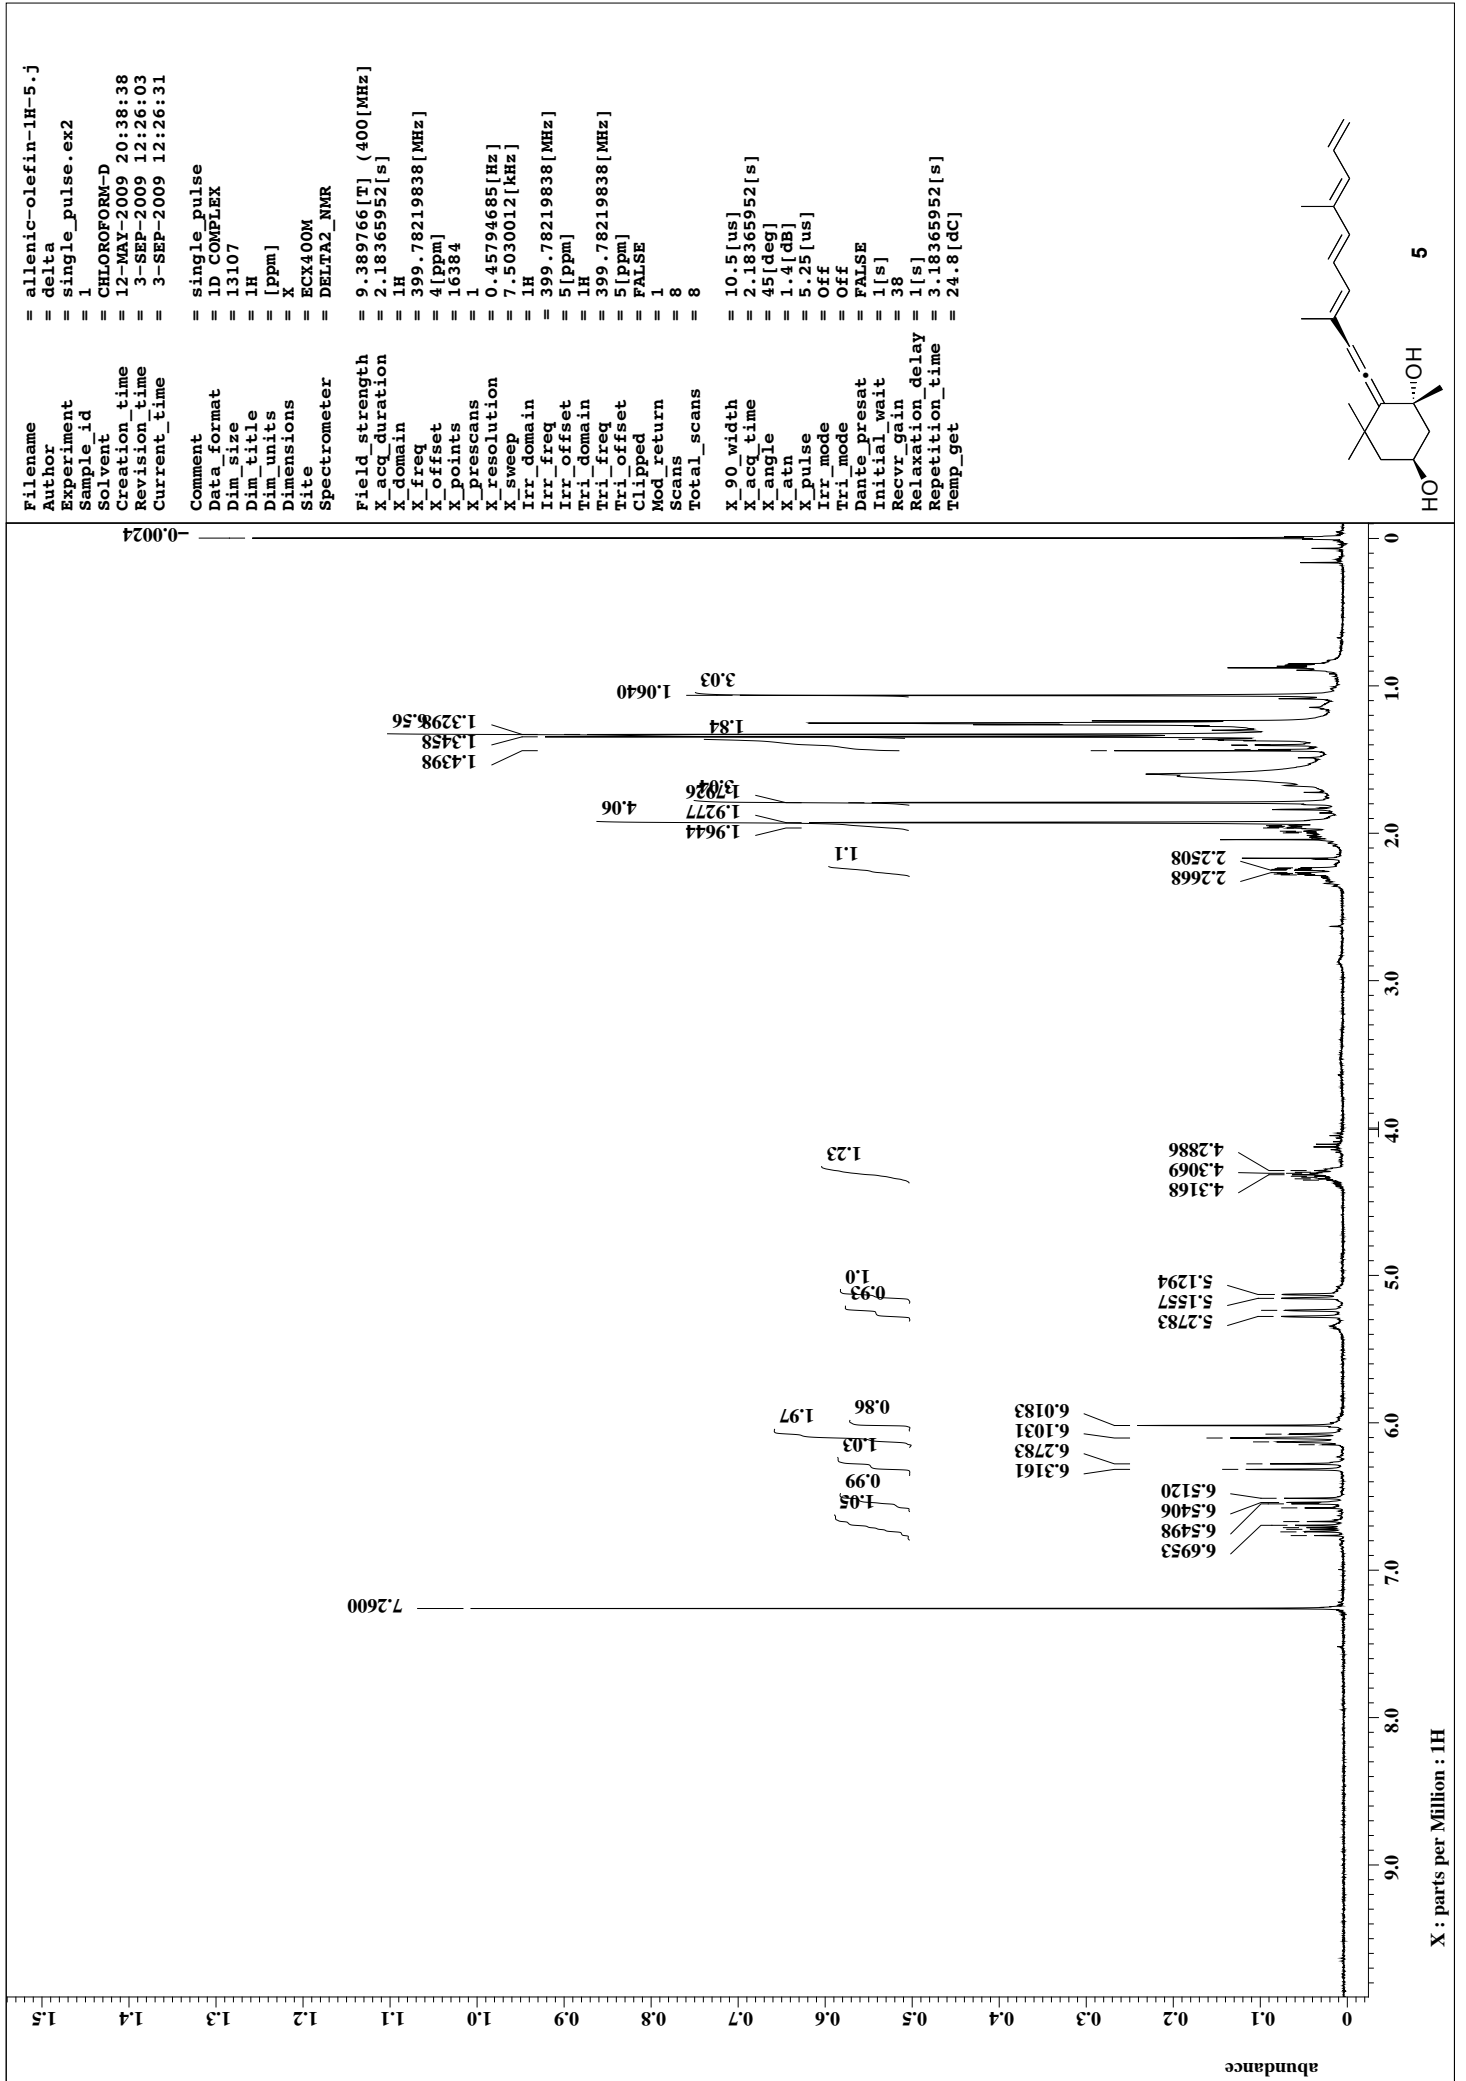 Filename = allenic-olefin-1H-5.j
Author = delta
Experiment = single_pulse.ex2
Sample_id = 1
Solvent = CHLOROFORM-D
Creation_time = 12-MAY-2009 20:38:38
Revision_time = 3-SEP-2009 12:26:03
Current_time = 3-SEP-2009 12:26:31
Comment = single_pulse
Data_format = 1D COMPLEX
Dim_size = 13107
Dim_title = 1H
Dim_units = [ppm]
Dimensions = X
Site = ECX400M
Spectrometer = DELTA2_NMR
Field_strength = 9.389766[T] (400[MHz]
X_acq_duration = 2.18365952[s]
X_domain = 1H
X_freq = 399.78219838[MHz]
X_offset = 4[ppm]
X_points = 16384
X_prescans = 1
X_resolution = 0.45794685[Hz]
X_sweep = 7.5030012[kHz]
Irr_domain = 1H
Irr_freq = 399.78219838[MHz]
Irr_offset = 5[ppm]
Tri_domain = 1H
Tri_freq = 399.78219838[MHz]
Tri_offset = 5[ppm]
Clipped = FALSE
Mod_return = 1
Scans = 8
Total_scans = 8
X_90_width = 10.5[us]
X_acq_time = 2.18365952[s]
X_angle = 45[deg]
X_atn = 1.4[dB]
X_pulse = 5.25[us]
Irr_mode = Off
Tri_mode = Off
Dante_presat = FALSE
Initial_wait = 1[s]
Recvr_gain = 38
Relaxation_delay = 1[s]
Repetition_time = 3.18365952[s]
Temp_get = 24.8[dC]
HO
OH
5
abundance
1.5
1.4
1.3
1.2
1.1
1.0
0.9
0.8
0.7
0.6
0.5
0.4
0.3
0.2
0.1
0
7.2600
6.6953
6.5498
6.5406
6.5120
6.3161
6.2783
6.1031
6.0183
5.2783
5.1557
5.1294
4.3168
4.3069
4.2886
2.2668
2.2508
1.9644
1.9277
1.7926
1.4398
1.3458
1.3298
1.0640
-0.0024
1.05
0.99
1.03
1.97
0.86
0.93
1.0
1.23
1.1
4.06
3.04
1.84
6.56
3.03
9.0
8.0
7.0
6.0
5.0
4.0
3.0
2.0
1.0
0
X : parts per Million : 1H